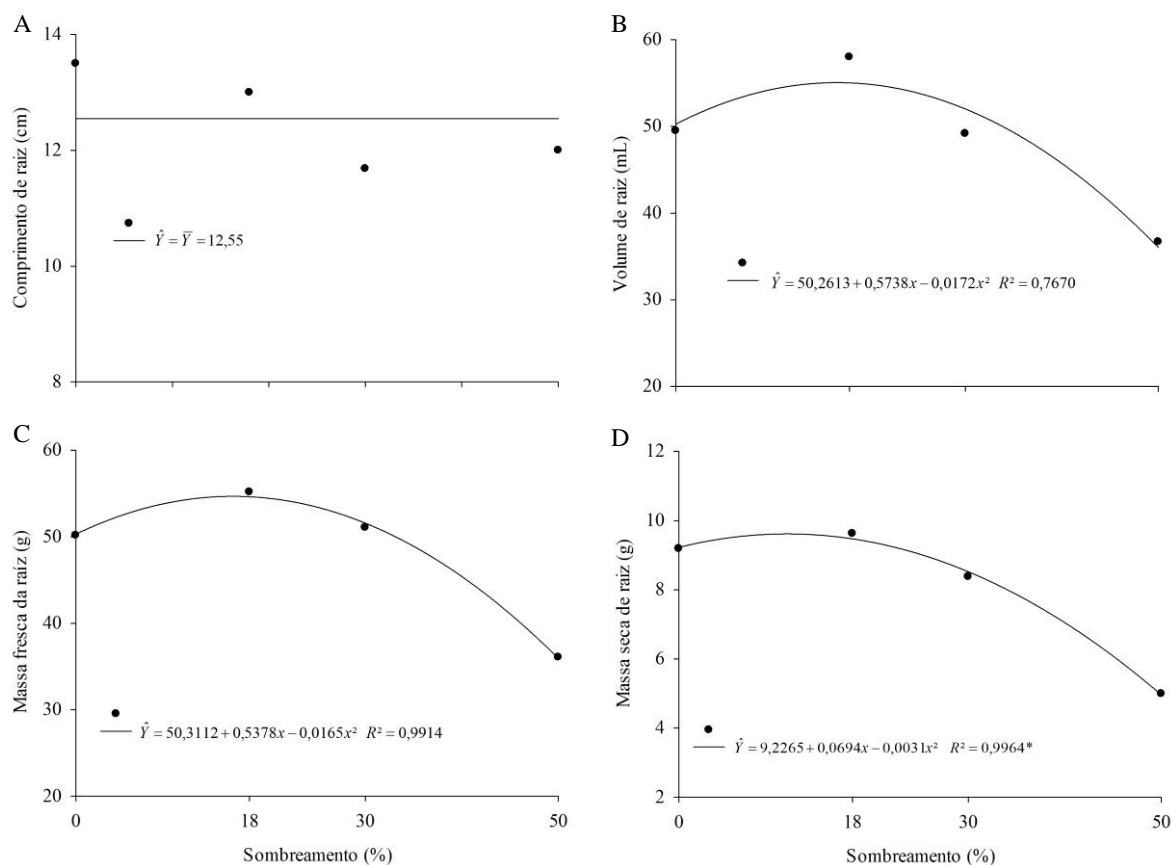 A
14
13
12
11
10
8
Comprimento de raiz (cm)
Ŷ = Ȳ = 12,55
B
60
50
40
30
20
Volume de raiz (mL)
Ŷ = 50,2613 + 0,5738x − 0,0172x² R² = 0,7670
C
60
50
40
30
20
Massa fresca da raíz (g)
Ŷ = 50,3112 + 0,5378x − 0,0165x² R² = 0,9914
0 18 30 50
Sombreamento (%)
D
12
10
8
6
4
2
Massa seca de raiz (g)
Ŷ = 9,2265 + 0,0694x − 0,0031x² R² = 0,9964*
0 18 30 50
Sombreamento (%)